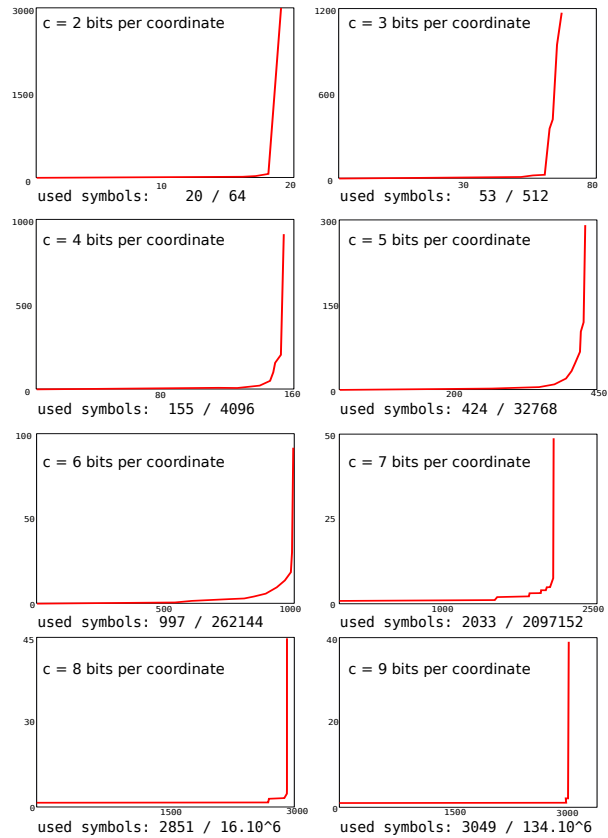 3000
c = 2 bits per coordinate
1500
0
10
20
used symbols: 20 / 64
1200
c = 3 bits per coordinate
600
0
30
80
used symbols: 53 / 512
1000
c = 4 bits per coordinate
500
0
80
160
used symbols: 155 / 4096
300
c = 5 bits per coordinate
150
0
200
450
used symbols: 424 / 32768
100
c = 6 bits per coordinate
50
0
500
1000
used symbols: 997 / 262144
50
c = 7 bits per coordinate
25
0
1000
2500
used symbols: 2033 / 2097152
45
c = 8 bits per coordinate
30
0
1500
3000
used symbols: 2851 / 16.10^6
40
c = 9 bits per coordinate
20
0
1500
3000
used symbols: 3049 / 134.10^6